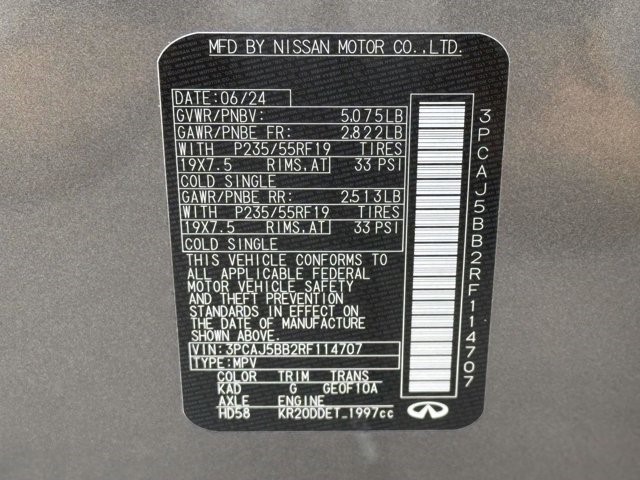 MFD BY NISSAN MOTOR CO.,LTD.
DATE: 06/24
GVWR/PNBV: 5,075LB
GAWR/PNBE FR: 2,822LB
WITH P235/55RF19 TIRES
19X7.5 RIMS,AT 33 PSI
COLD SINGLE
GAWR/PNBE RR: 2,513LB
WITH P235/55RF19 TIRES
19X7.5 RIMS,AT 33 PSI
COLD SINGLE
THIS VEHICLE CONFORMS TO
ALL APPLICABLE FEDERAL
MOTOR VEHICLE SAFETY
AND THEFT PREVENTION
STANDARDS IN EFFECT ON
THE DATE OF MANUFACTURE
SHOWN ABOVE.
VIN: 3PCAJ5BB2RF114707
TYPE: MPV
COLOR TRIM TRANS
KAD G GE0F10A
AXLE ENGINE
HD58 KR20DDET 1997cc
3PCAJ5BB2RF114707